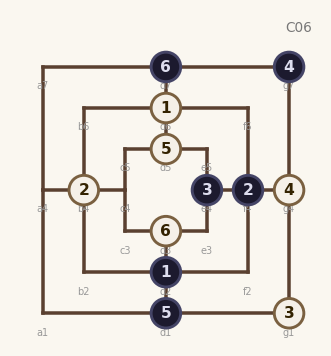 C06
6 4
a7 d7 g7
1
b6 d6 f6
5
c5 d5 e5
2 3 2 4
a4 b4 c4 e4 f4 g4
6
c3 d3 e3
1
b2 d2 f2
5 3
a1 d1 g1